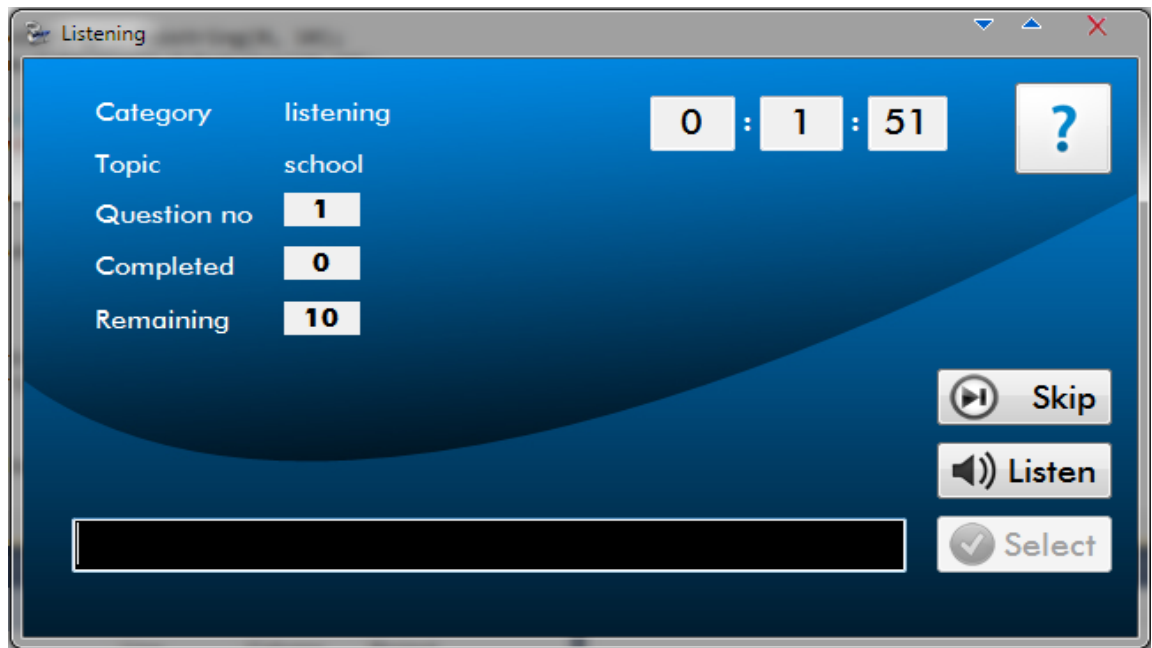 Listening
Category listening
0 : 1 : 51
?
Topic school
Question no 1
Completed 0
Remaining 10
Skip
Listen
Select